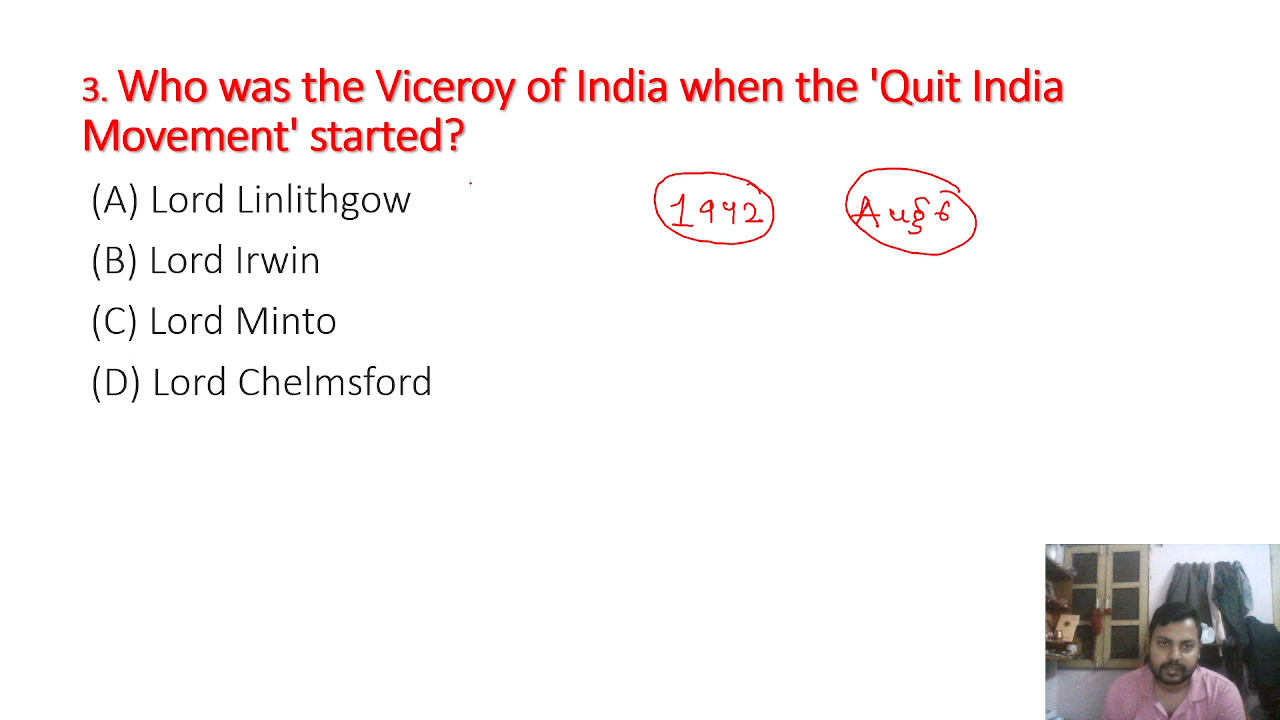 3. Who was the Viceroy of India when the 'Quit India
Movement' started?
(A) Lord Linlithgow
1942
(B) Lord Irwin
(C) Lord Minto
(D) Lord Chelmsford